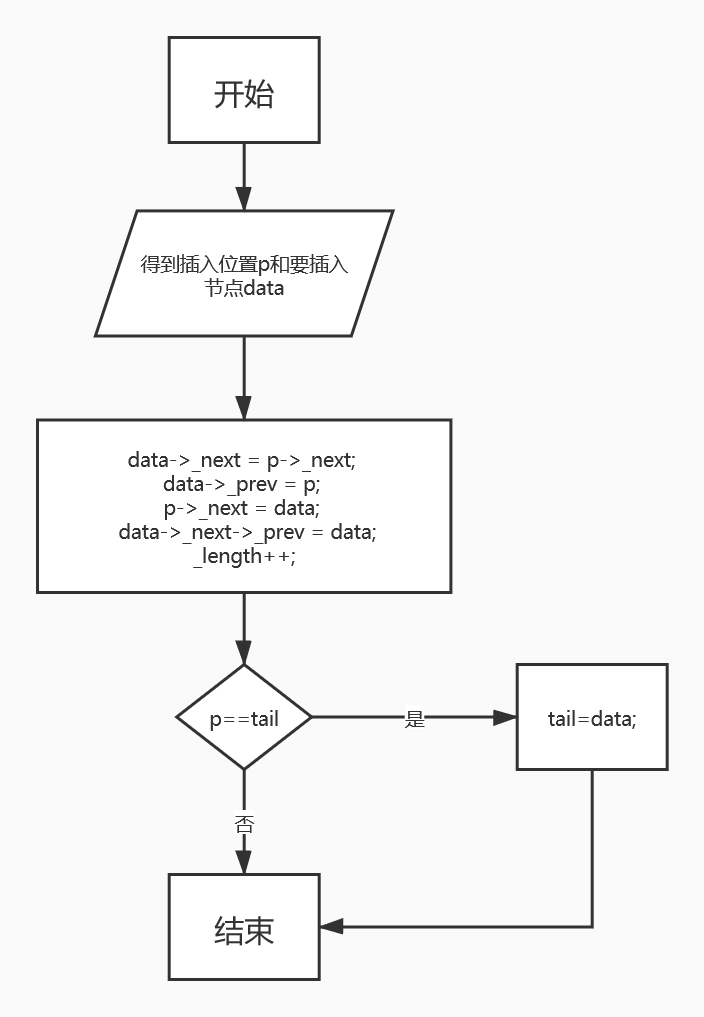 开始
得到插入位置p和要插入
节点data
data->_next = p->_next;
data->_prev = p;
p->_next = data;
data->_next->_prev = data;
_length++;
p==tail
是
tail=data;
否
结束